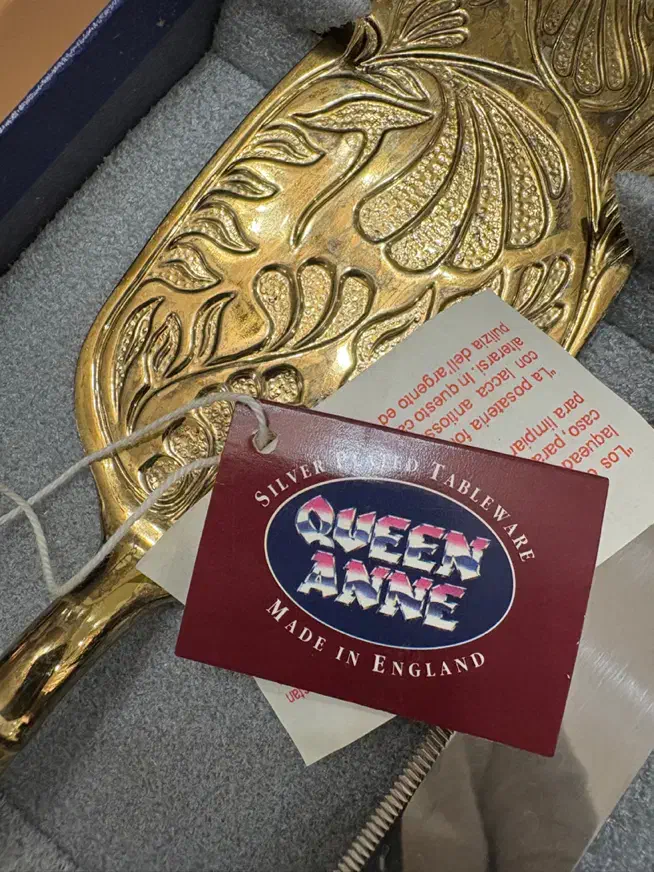 SILVER PLATED TABLEWARE
QUEEN
ANNE
MADE IN ENGLAND
"La posateria
con lacca
alterarsi. In questo
pulizia dell'argento ed
"Los
caso, para
para limpiar